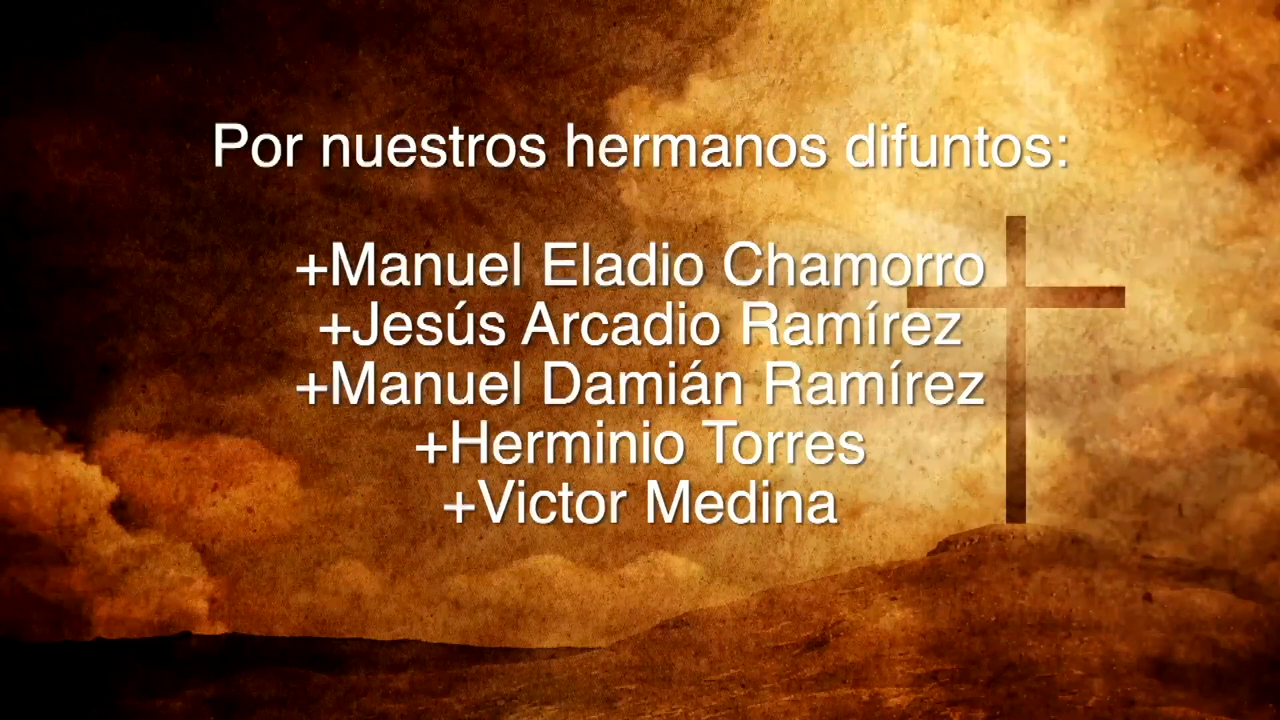 Por nuestros hermanos difuntos:
+Manuel Eladio Chamorro
+Jesús Arcadio Ramírez
+Manuel Damián Ramírez
+Herminio Torres
+Victor Medina